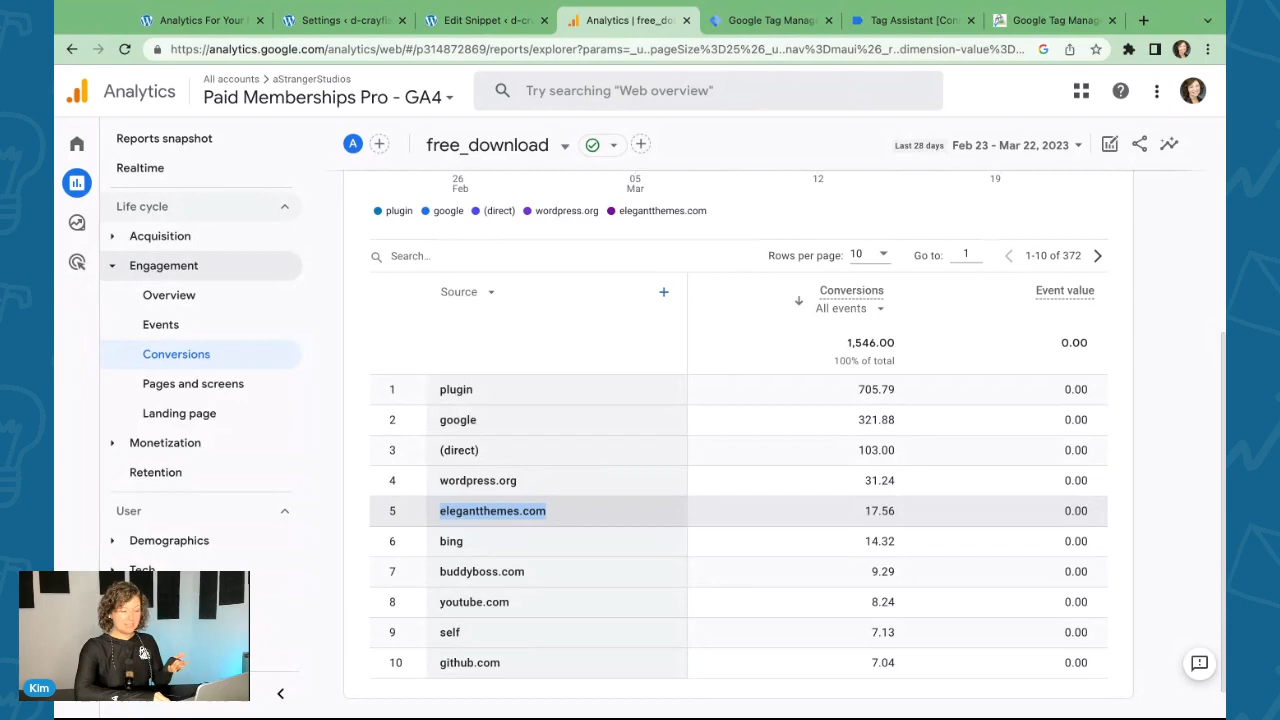 Analytics For Your
Settings ‹ d-crayfis
Edit Snippet ‹ d-cr
Analytics | free_do
Google Tag Manag
Tag Assistant [Conn
Google Tag Manag
https://analytics.google.com/analytics/web/#/p314872869/reports/explorer?params=_u..pageSize%3D25%26_u..nav%3Dmaui%26_r..dimension-value%3D...
Analytics
All accounts > aStrangerStudios
Paid Memberships Pro - GA4
Try searching "Web overview"
Reports snapshot
Realtime
Life cycle
Acquisition
Engagement
Overview
Events
Conversions
Pages and screens
Landing page
Monetization
Retention
User
Demographics
Tech
A
free_download
Last 28 days
Feb 23 - Mar 22, 2023
26
Feb
05
Mar
12
19
plugin
google
(direct)
wordpress.org
elegantthemes.com
Search...
Rows per page: 10
Go to: 1
1-10 of 372
Source
Conversions
All events
Event value
1,546.00
100% of total
0.00
1 plugin 705.79 0.00
2 google 321.88 0.00
3 (direct) 103.00 0.00
4 wordpress.org 31.24 0.00
5 elegantthemes.com 17.56 0.00
6 bing 14.32 0.00
7 buddyboss.com 9.29 0.00
8 youtube.com 8.24 0.00
9 self 7.13 0.00
10 github.com 7.04 0.00
Kim